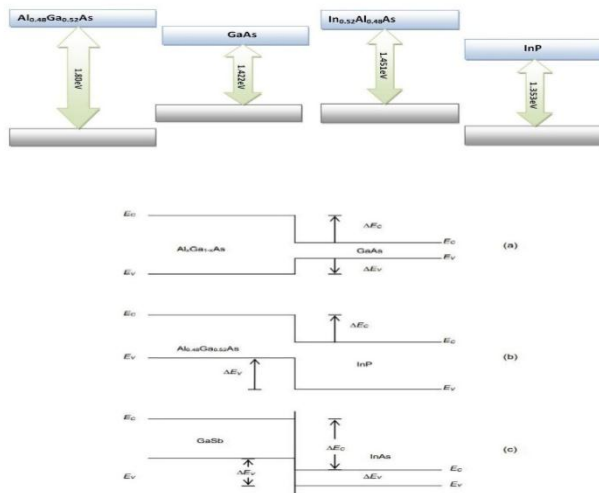 Al0.48Ga0.52As
GaAs
In0.52Al0.48As
InP
1.80eV
1.422eV
1.451eV
1.353eV
EC
ΔEC
EC
AlxGa1-xAs
GaAs
(a)
EV
ΔEV
EV
EC
ΔEC
EC
Al0.48Ga0.52As
EV
ΔEV
InP
(b)
EV
EC
GaSb
ΔEC
InAs
EC
(c)
EV
ΔEV
ΔEV
EV